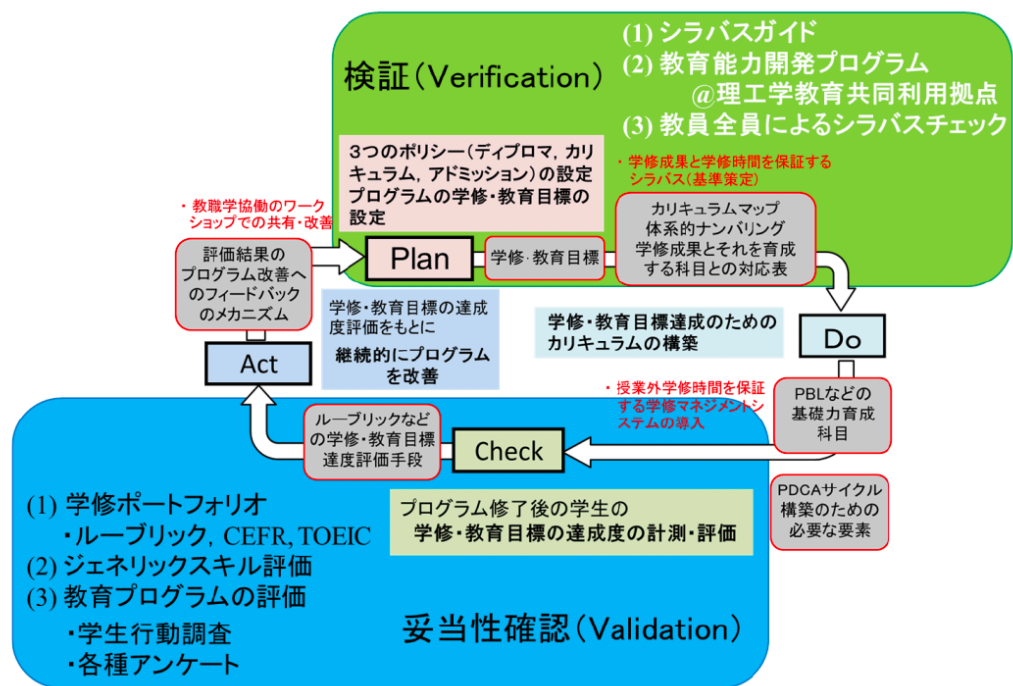 検証（Verification）
(1) シラバスガイド
(2) 教育能力開発プログラム
@理工学教育共同利用拠点
(3) 教員全員によるシラバスチェック
３つのポリシー（ディプロマ，カリ
キュラム，アドミッション）の設定
プログラムの学修・教育目標の
設定
・学修成果と学修時間を保証する
シラバス（基準策定）
カリキュラムマップ
体系的ナンバリング
学修成果とそれを育成
する科目との対応表
・教職学協働のワーク
ショップでの共有・改善
評価結果の
プログラム改善へ
のフィードバック
のメカニズム
Plan
学修・教育目標
学修・教育目標の達成
度評価をもとに
継続的にプログラム
を改善
学修・教育目標達成のための
カリキュラムの構築
Do
Act
・授業外学修時間を保証
する学修マネジメントシ
ステムの導入
PBLなどの
基礎力育成
科目
ルーブリックなど
の学修・教育目標
達度評価手段
Check
PDCAサイクル
構築のための
必要な要素
プログラム修了後の学生の
学修・教育目標の達成度の計測・評価
(1) 学修ポートフォリオ
・ルーブリック，CEFR, TOEIC
(2) ジェネリックスキル評価
(3) 教育プログラムの評価
・学生行動調査
・各種アンケート
妥当性確認（Validation）